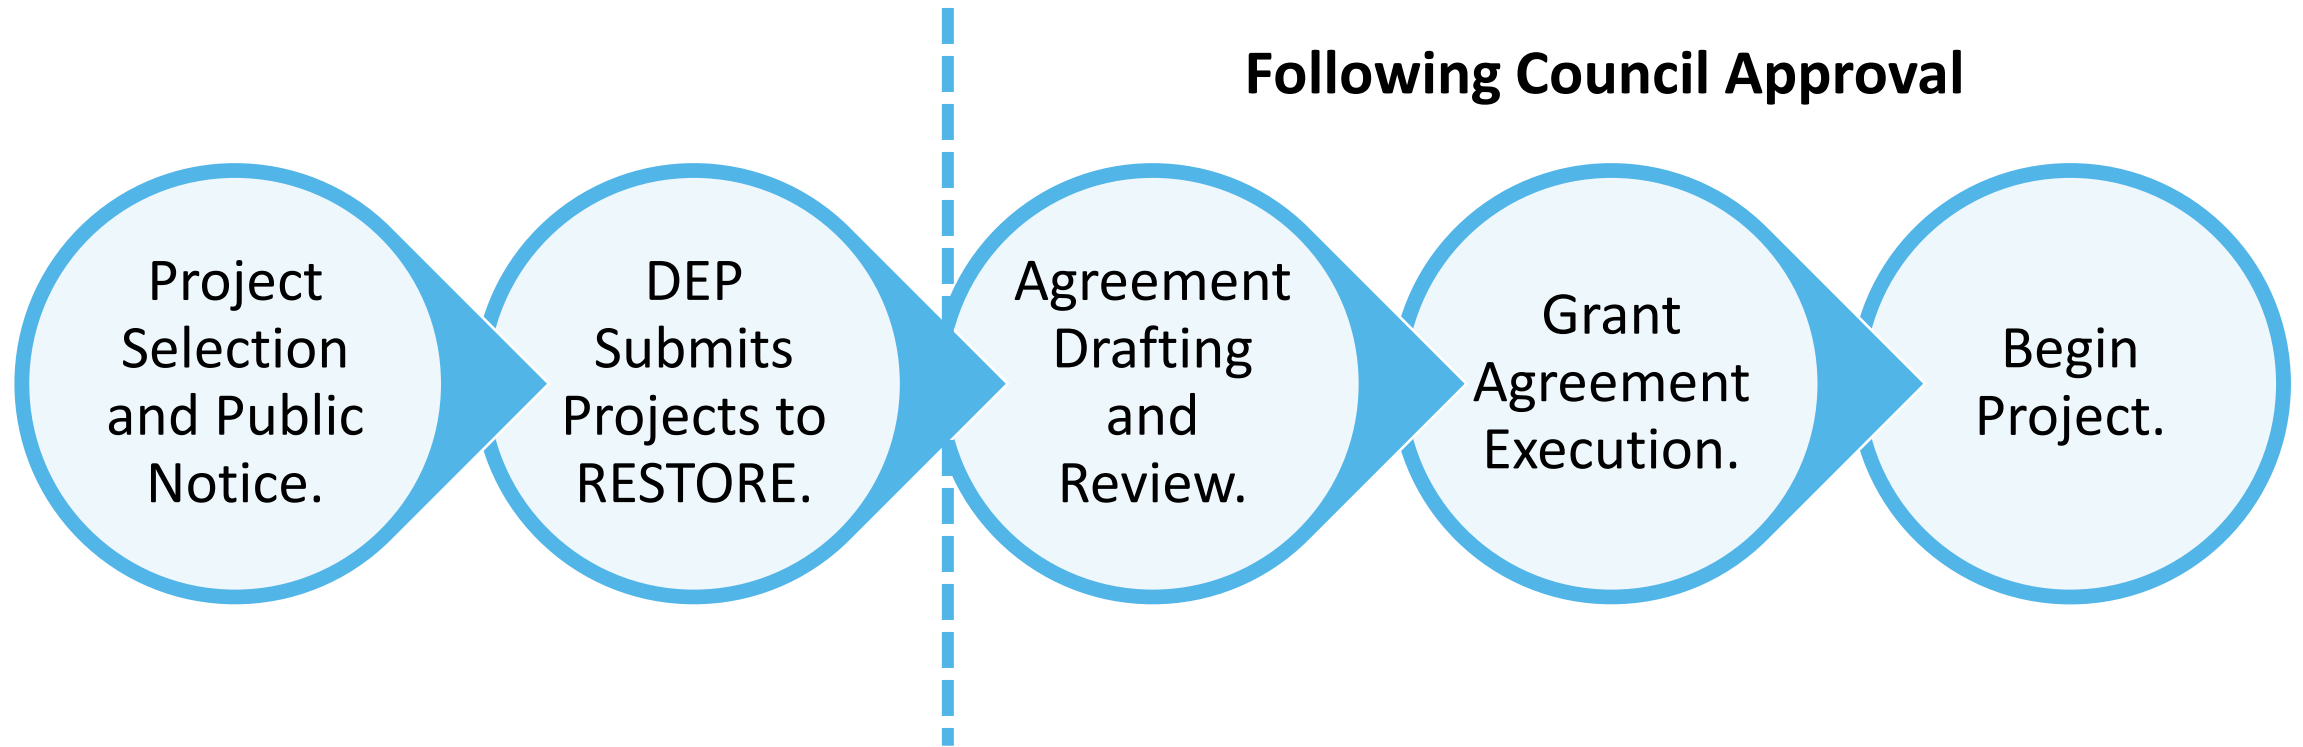 Following Council Approval
Project
Selection
and Public
Notice.
DEP
Submits
Projects to
RESTORE.
Agreement
Drafting
and
Review.
Grant
Agreement
Execution.
Begin
Project.